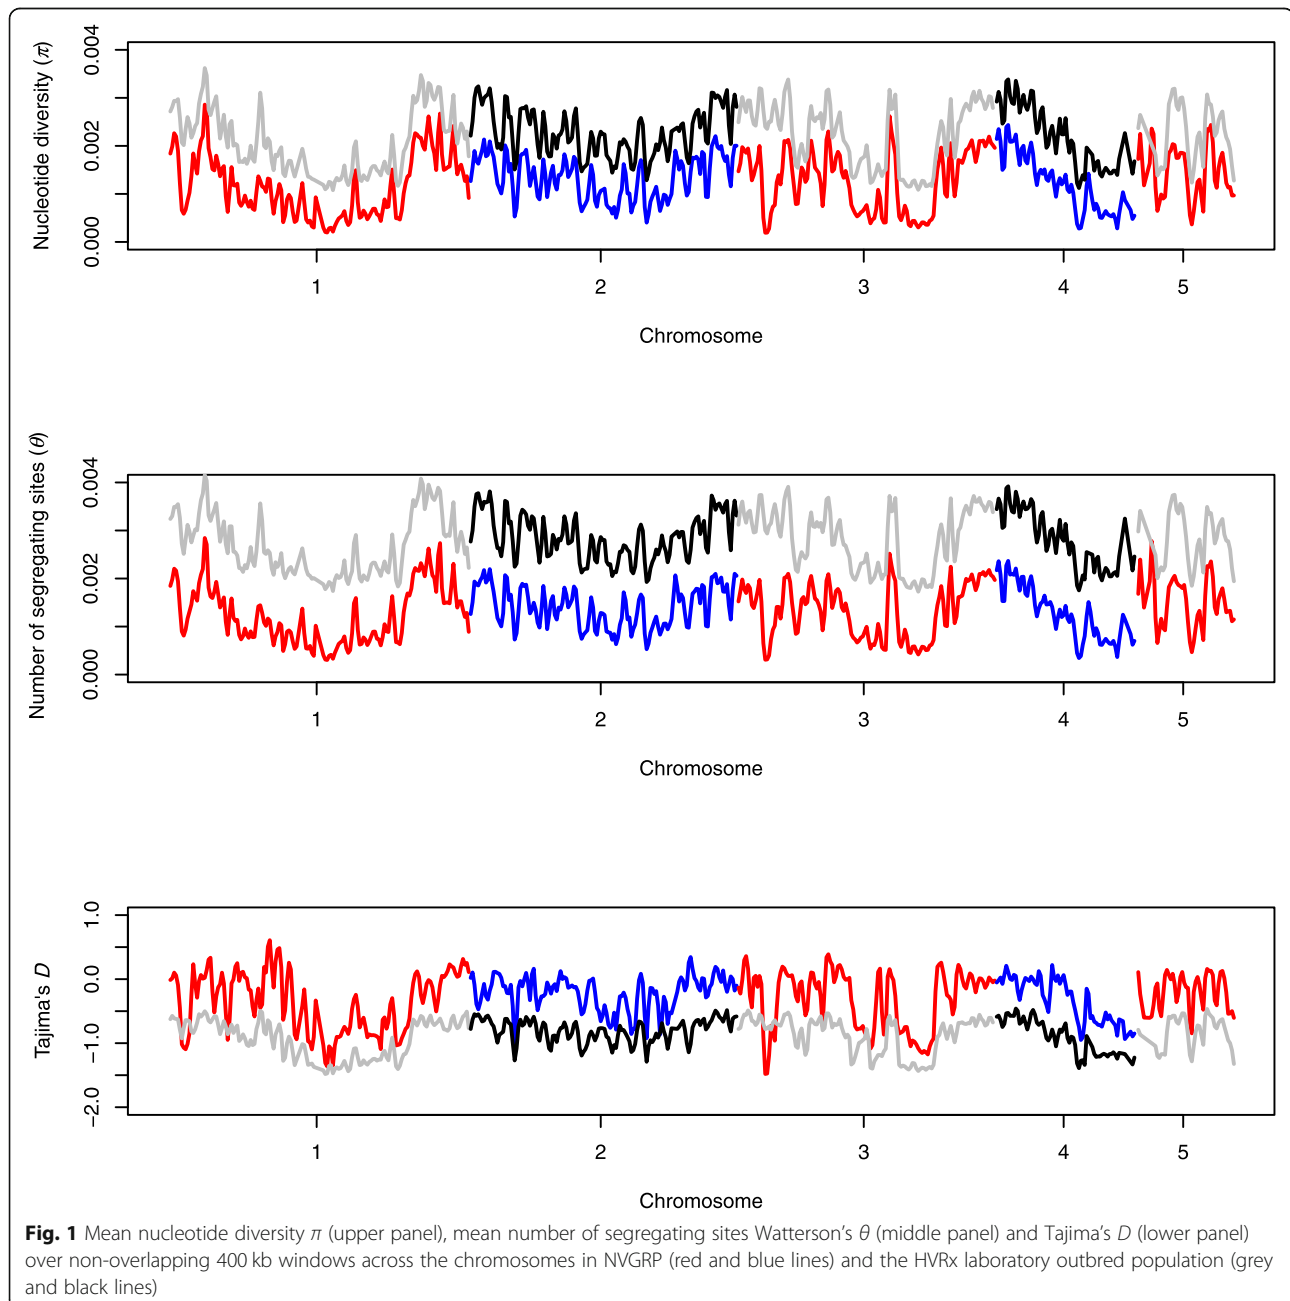 Nucleotide diversity (π)
0.004
0.002
0.000
1 2 3 4 5
Chromosome
Number of segregating sites (θ)
0.004
0.002
0.000
1 2 3 4 5
Chromosome
Tajima's D
1.0
0.0
−1.0
−2.0
1 2 3 4 5
Chromosome
Fig. 1 Mean nucleotide diversity π (upper panel), mean number of segregating sites Watterson's θ (middle panel) and Tajima's D (lower panel)
over non-overlapping 400 kb windows across the chromosomes in NVGRP (red and blue lines) and the HVRx laboratory outbred population (grey
and black lines)